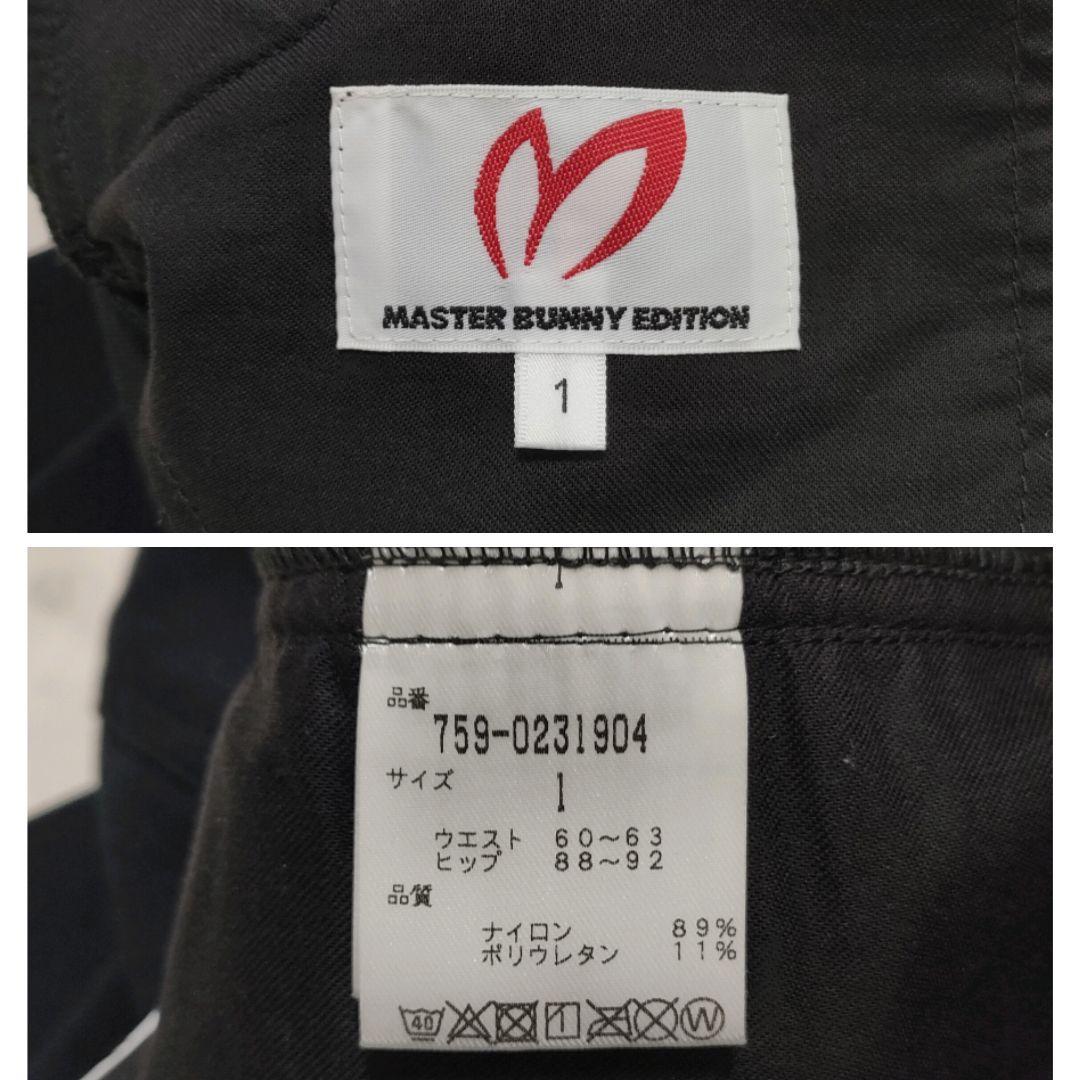 MASTER BUNNY EDITION
1
品番
759-0231904
サイズ
1
ウエスト 60～63
ヒップ 88～92
品質
ナイロン 89%
ポリウレタン 11%
40
1
W